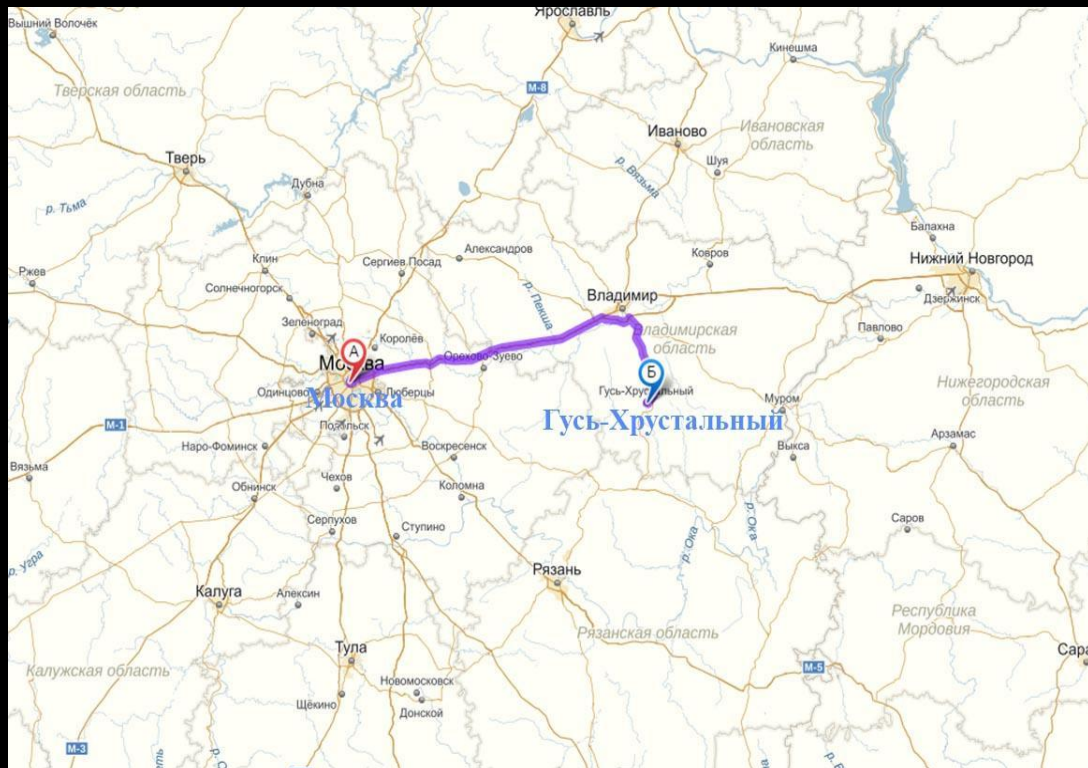 Ярославль
Вышний Волочёк
Кинешма
Тверская область
М-8
Иваново
Ивановская
область
Тверь
Шуя
Дубна
р. Вязьма
р. Тьма
Балахна
Александров
Ковров
Клин
Сергиев Посад
Нижний Новгород
Ржев
Солнечногорск
р. Пекша
Владимир
Дзержинск
Зеленоград
Владимирская
область
Павлово
Королёв
А
Москва
Орехово-Зуево
Б
Нижегородская
область
Одинцово
Люберцы
Гусь-Хрустальный
Муром
Москва
Гусь-Хрустальный
М-1
Подольск
Арзамас
Наро-Фоминск
Воскресенск
Выкса
Вязьма
Чехов
Обнинск
Коломна
Серпухов
Ступино
р. Ока
р. Ока
Саров
р. Угра
Рязань
Калуга
Алексин
Республика
Мордовия
Рязанская область
Тула
Калужская область
М-5
Новомосковск
Щёкино
Донской
М-3